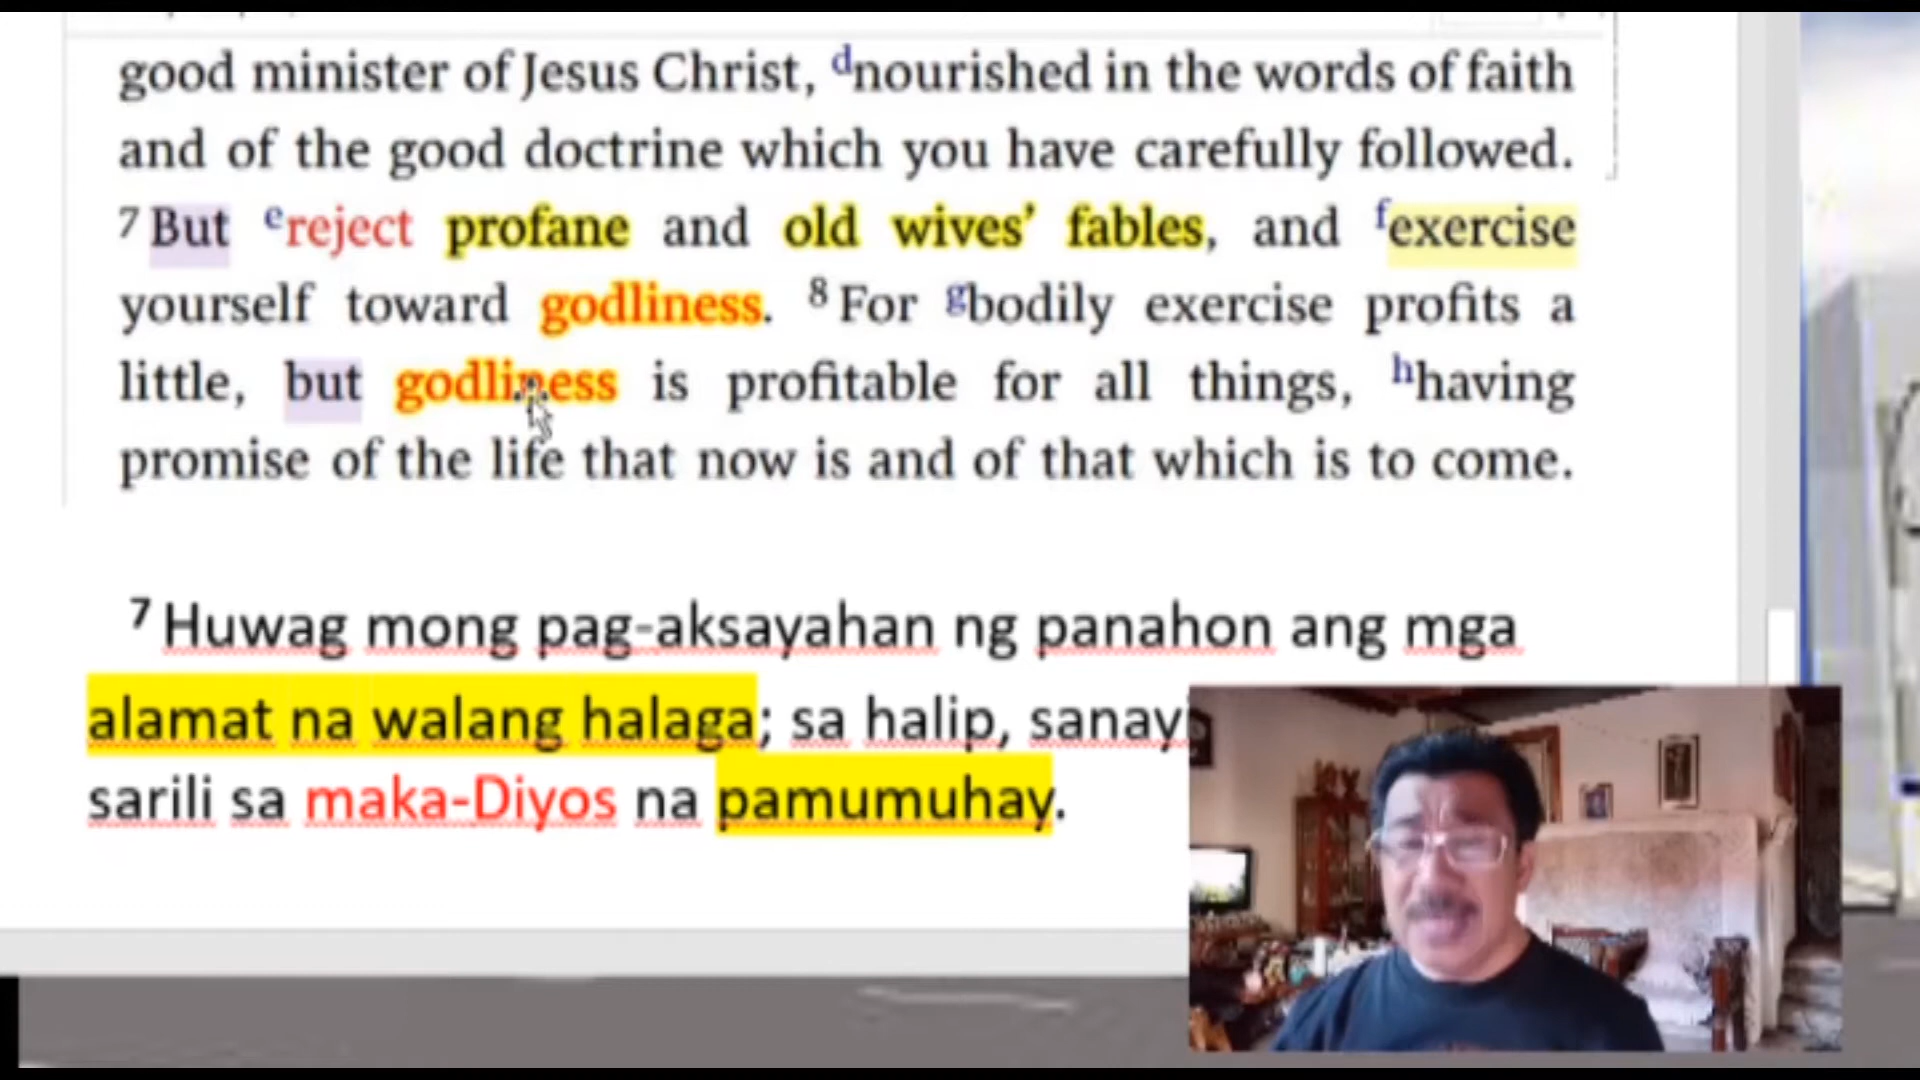 good minister of Jesus Christ, dnourished in the words of faith
and of the good doctrine which you have carefully followed.
7 But ereject profane and old wives’ fables, and fexercise
yourself toward godliness. 8 For gbodily exercise profits a
little, but godliness is profitable for all things, hhaving
promise of the life that now is and of that which is to come.
7 Huwag mong pag-aksayahan ng panahon ang mga
alamat na walang halaga; sa halip, sanayi
sarili sa maka-Diyos na pamumuhay.